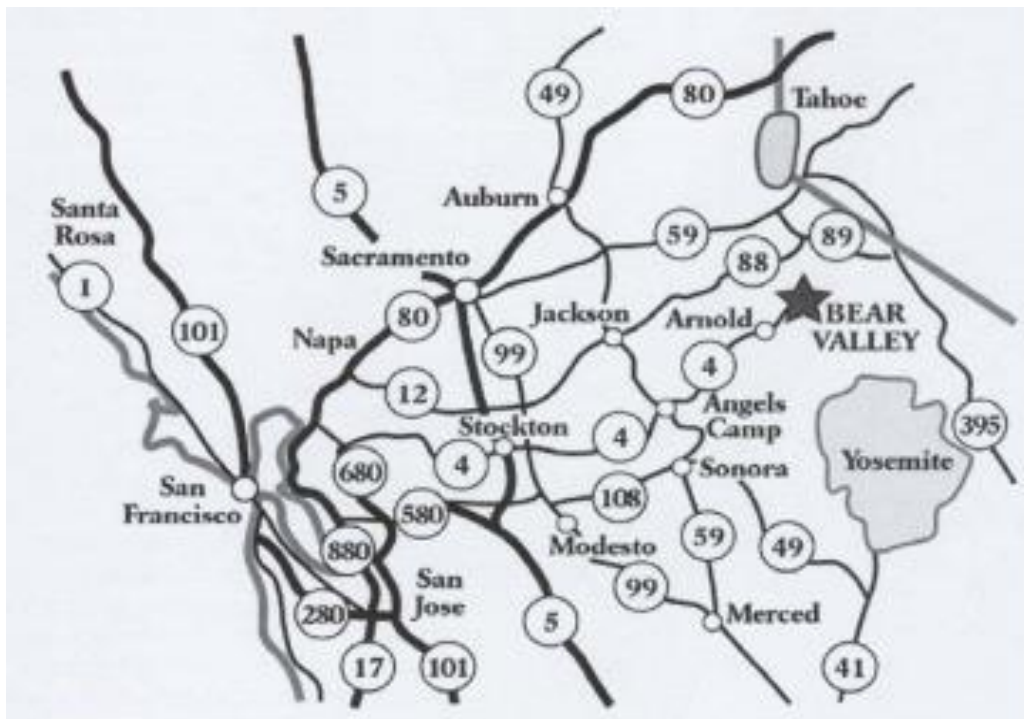 49
80
Tahoe
5
Auburn
Santa
Rosa
59
89
Sacramento
88
1
101
80
Napa
Jackson
Arnold
BEAR
VALLEY
99
12
4
Stockton
Angels
Camp
4
4
395
680
Sonora
Yosemite
San
Francisco
580
108
880
Modesto
59
49
San
Jose
99
280
5
Merced
17
101
41